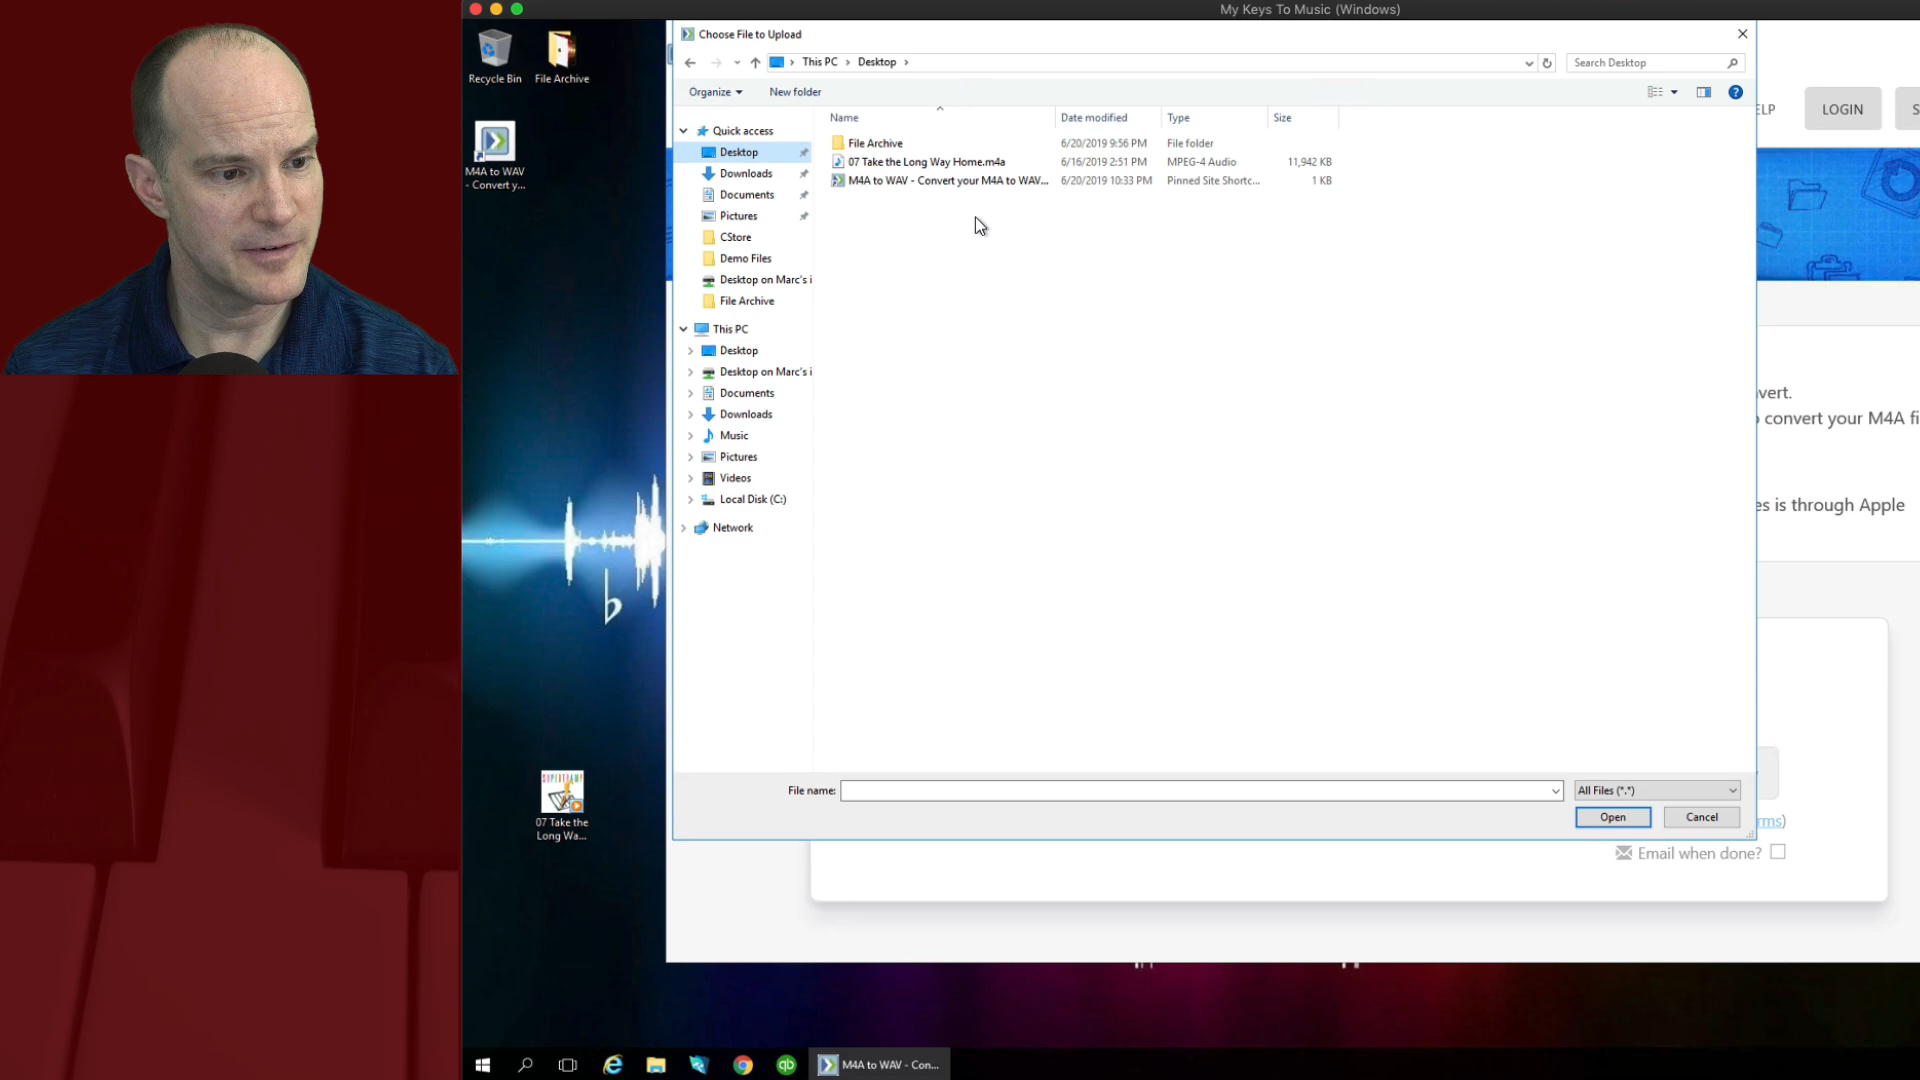 My Keys To Music (Windows)
Recycle Bin
File Archive
M4A to WAV
- Convert y...
07 Take the
Long Wa...
Choose File to Upload
This PC
Desktop
Search Desktop
Organize
New folder
Name
Date modified
Type
Size
File Archive
6/20/2019 9:56 PM
File folder
07 Take the Long Way Home.m4a
6/16/2019 2:51 PM
MPEG-4 Audio
11,942 KB
M4A to WAV - Convert your M4A to WAV...
6/20/2019 10:33 PM
Pinned Site Shortc...
1 KB
Quick access
Desktop
Downloads
Documents
Pictures
CStore
Demo Files
Desktop on Marc's i
File Archive
This PC
Desktop
Desktop on Marc's i
Documents
Downloads
Music
Pictures
Videos
Local Disk (C:)
Network
File name:
All Files (*.*)
Open
Cancel
LOGIN
convert your M4A fi
es is through Apple
Email when done?
M4A to WAV - Con...